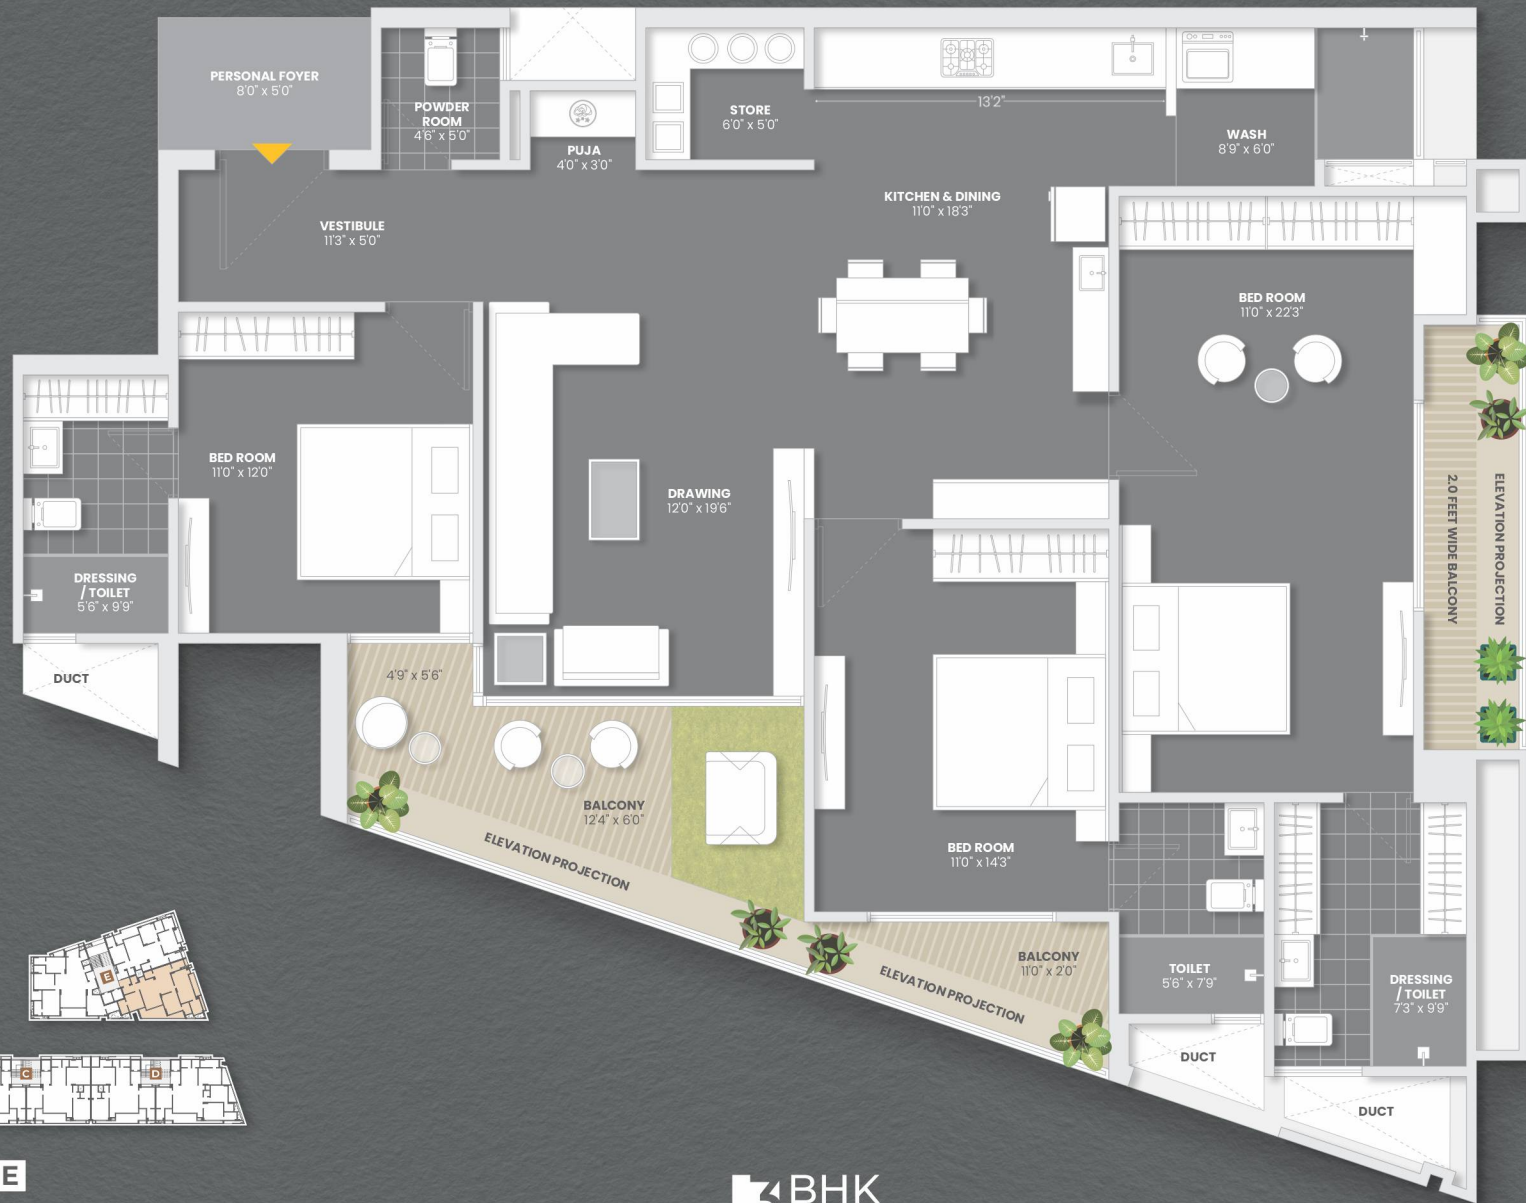 PERSONAL FOYER
8'0" x 5'0"
POWDER
ROOM
4'6" x 5'0"
PUJA
4'0" x 3'0"
STORE
6'0" x 5'0"
13'2"
WASH
8'9" x 6'0"
VESTIBULE
11'3" x 5'0"
KITCHEN & DINING
11'0" x 18'3"
BED ROOM
11'0" x 22'3"
BED ROOM
11'0" x 12'0"
DRAWING
12'0" x 19'6"
2.0 FEET WIDE BALCONY
ELEVATION PROJECTION
DRESSING
/ TOILET
5'6" x 9'9"
DUCT
4'9" x 5'6"
BALCONY
12'4" x 6'0"
ELEVATION PROJECTION
BED ROOM
11'0" x 14'3"
BALCONY
11'0" x 2'0"
ELEVATION PROJECTION
TOILET
5'6" x 7'9"
DRESSING
/ TOILET
7'3" x 9'9"
DUCT
DUCT
E
C
D
E
3 BHK